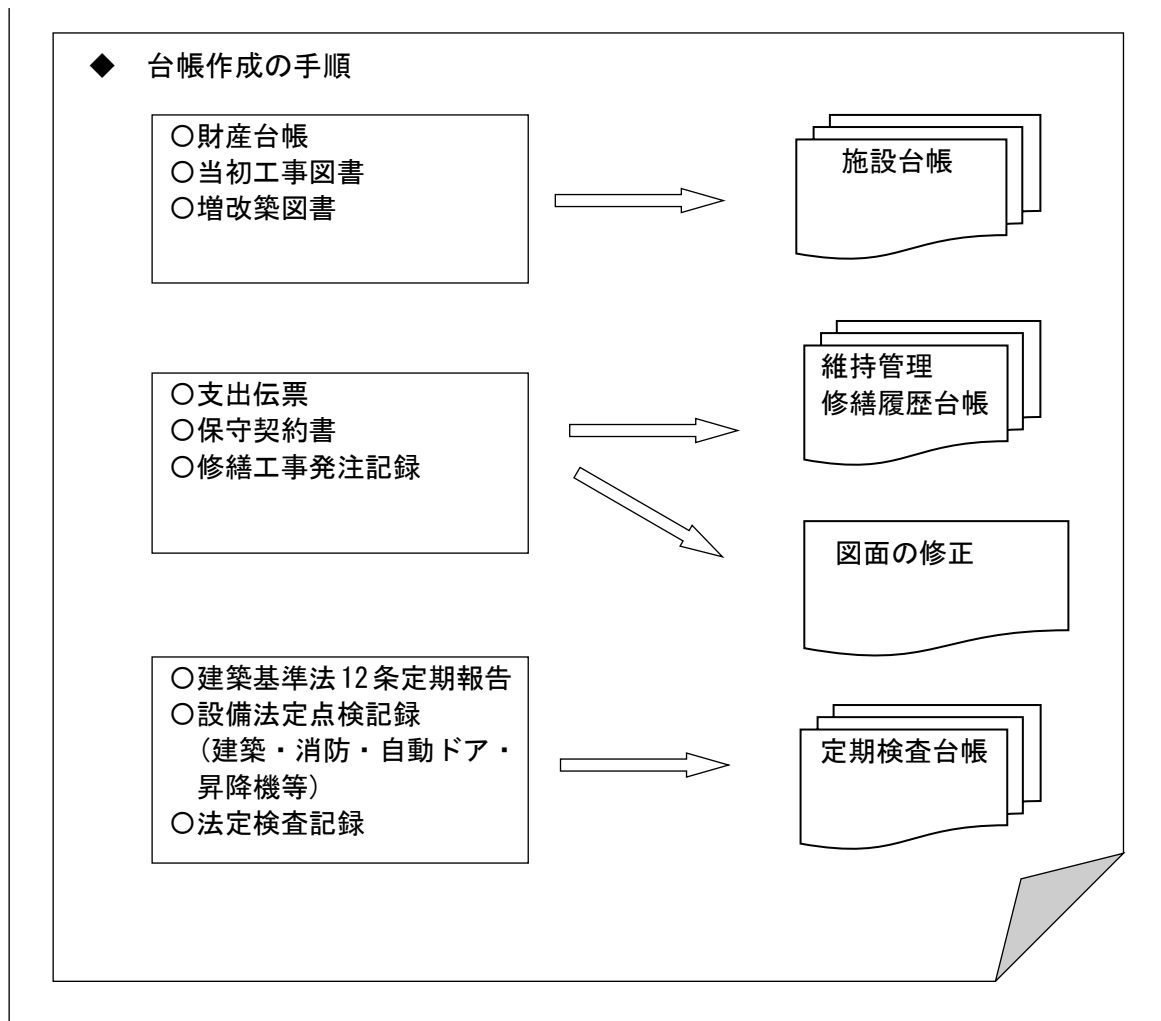 ◆ 台帳作成の手順
○財産台帳
○当初工事図書
○増改築図書
施設台帳
○支出伝票
○保守契約書
○修繕工事発注記録
維持管理
修繕履歴台帳
図面の修正
○建築基準法12条定期報告
○設備法定点検記録
（建築・消防・自動ドア・
昇降機等）
○法定検査記録
定期検査台帳